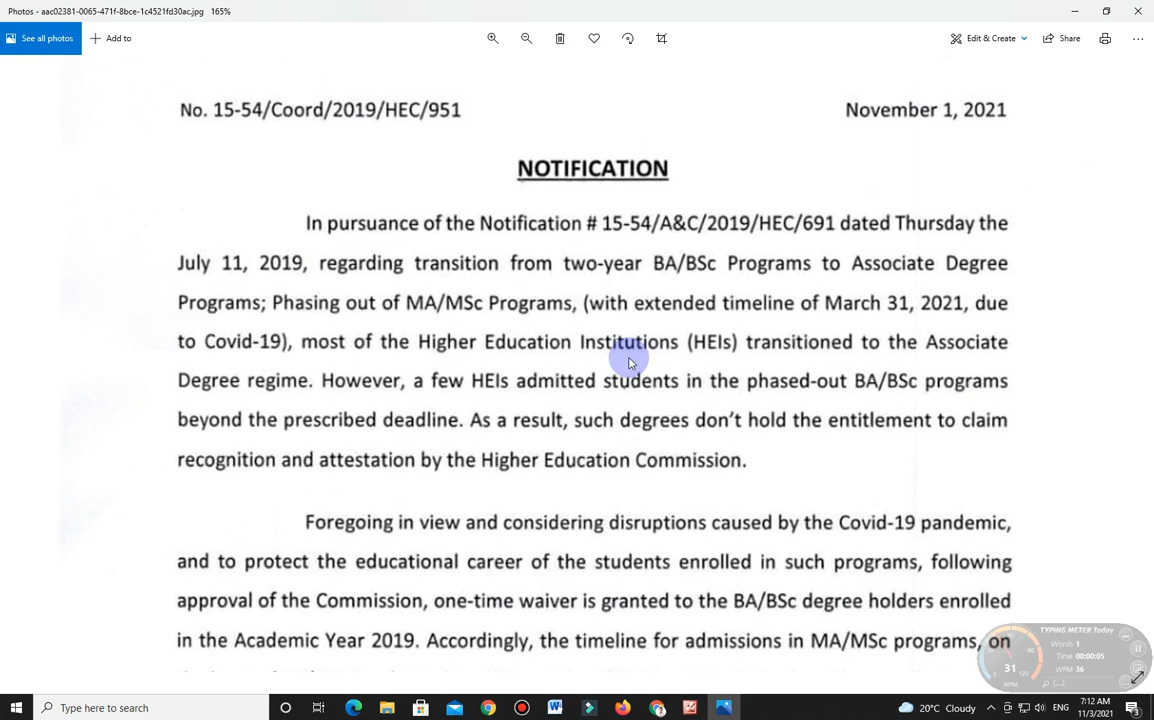 Photos - aac02381-0065-471f-8bce-1c4521fd30ac.jpg 165%
See all photos + Add to Edit & Create Share
No. 15-54/Coord/2019/HEC/951 November 1, 2021
NOTIFICATION
In pursuance of the Notification # 15-54/A&C/2019/HEC/691 dated Thursday the
July 11, 2019, regarding transition from two-year BA/BSc Programs to Associate Degree
Programs; Phasing out of MA/MSc Programs, (with extended timeline of March 31, 2021, due
to Covid-19), most of the Higher Education Institutions (HEIs) transitioned to the Associate
Degree regime. However, a few HEIs admitted students in the phased-out BA/BSc programs
beyond the prescribed deadline. As a result, such degrees don't hold the entitlement to claim
recognition and attestation by the Higher Education Commission.
Foregoing in view and considering disruptions caused by the Covid-19 pandemic,
and to protect the educational career of the students enrolled in such programs, following
approval of the Commission, one-time waiver is granted to the BA/BSc degree holders enrolled
in the Academic Year 2019. Accordingly, the timeline for admissions in MA/MSc programs, on
TYPING METER Today
Words 1
Time 00:00:05
WPM 36
31
WPM
Type here to search
20°C Cloudy
ENG
7:12 AM
11/3/2021
3